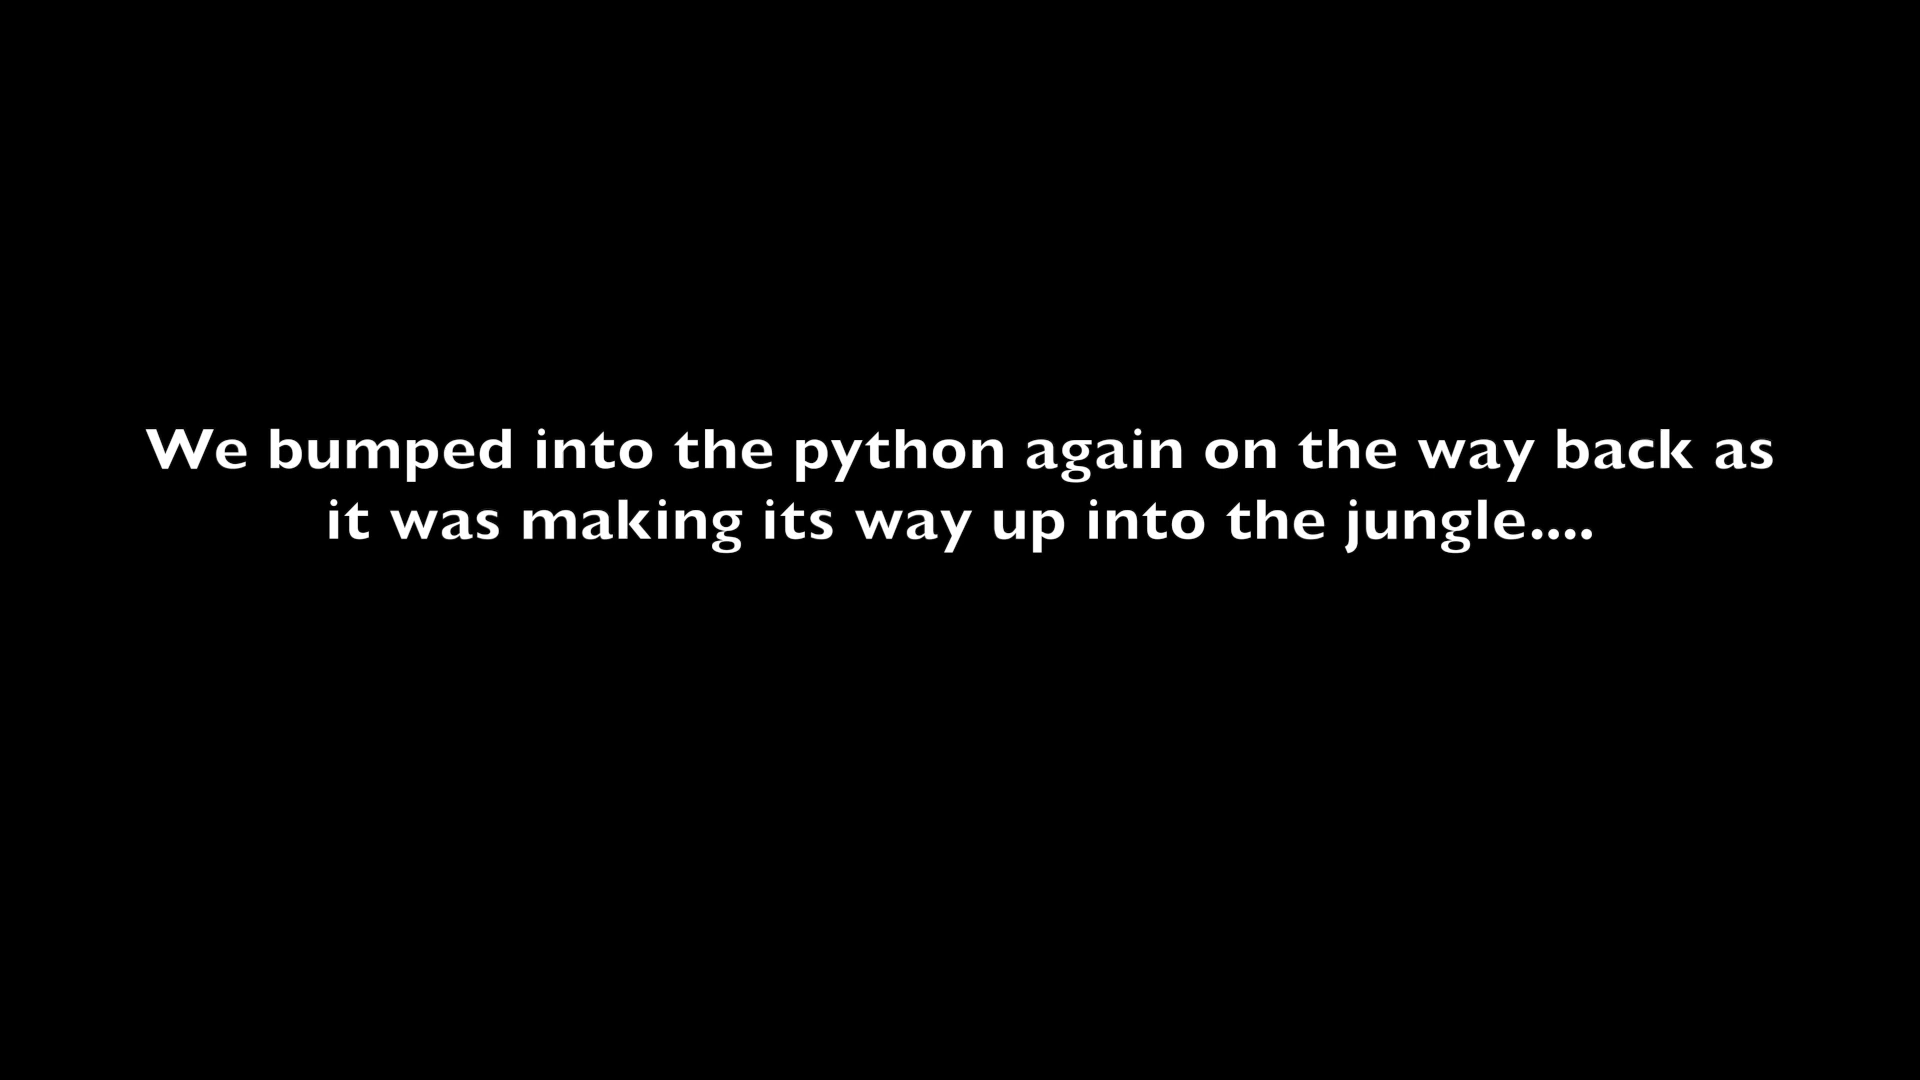 We bumped into the python again on the way back as
it was making its way up into the jungle....